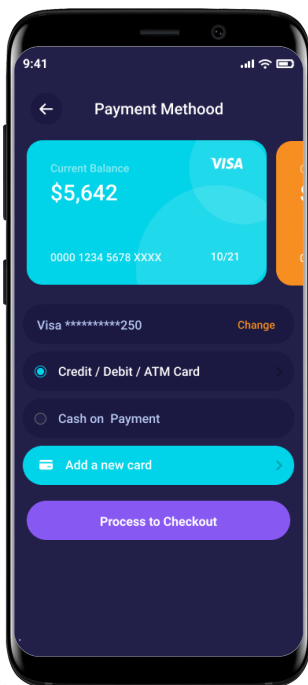 9:41
Payment Methood
Current Balance
VISA
$5,642
0000 1234 5678 XXXX
10/21
Visa **********250
Change
Credit / Debit / ATM Card
Cash on Payment
Add a new card
Process to Checkout